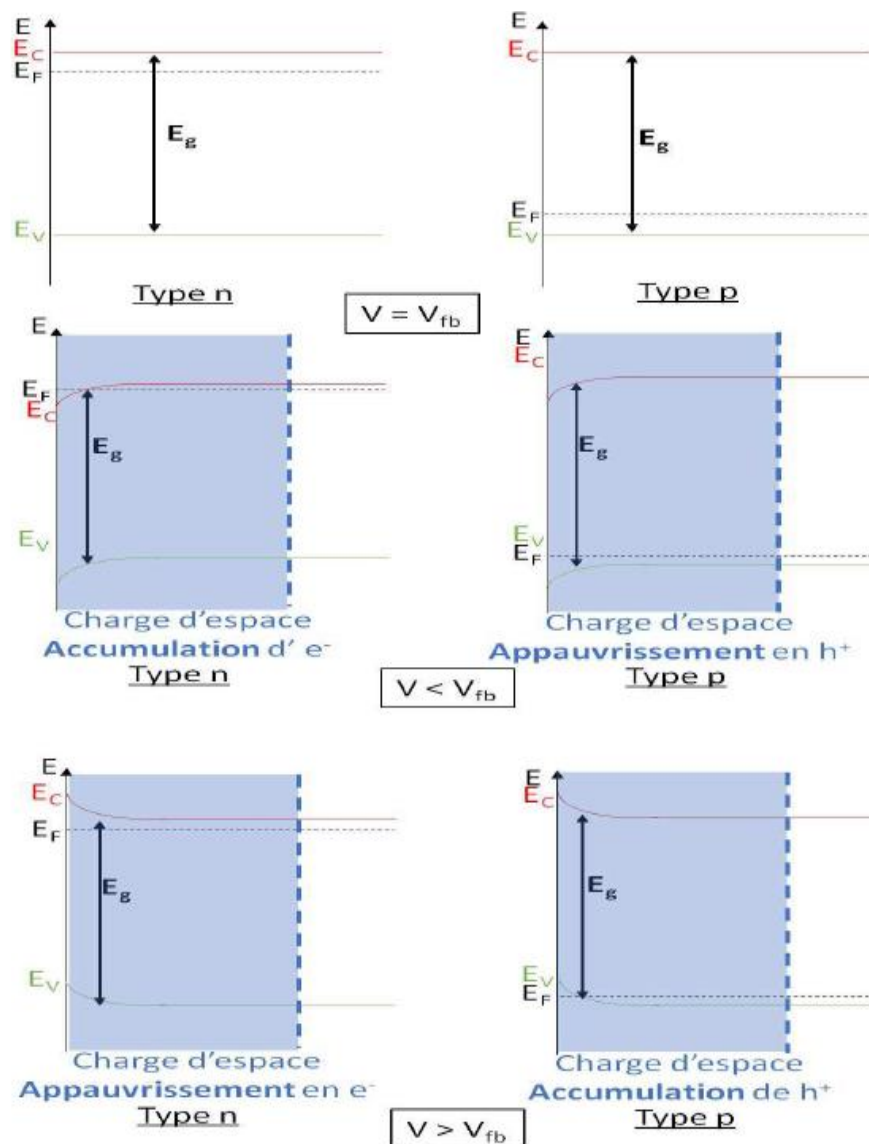 E
E
E_C
E_C
E_F
E_g
E_g
E_F
E_V
E_V
Type n
Type p
V = V_fb
E
E
E_C
E_F
E_C
E_g
E_g
E_V
E_V
E_F
Charge d'espace
Accumulation d' e⁻
Type n
Charge d'espace
Appauvrissement en h⁺
Type p
V < V_fb
E
E
E_C
E_C
E_F
E_g
E_g
E_V
E_V
E_F
Charge d'espace
Appauvrissement en e⁻
Type n
Charge d'espace
Accumulation de h⁺
Type p
V > V_fb